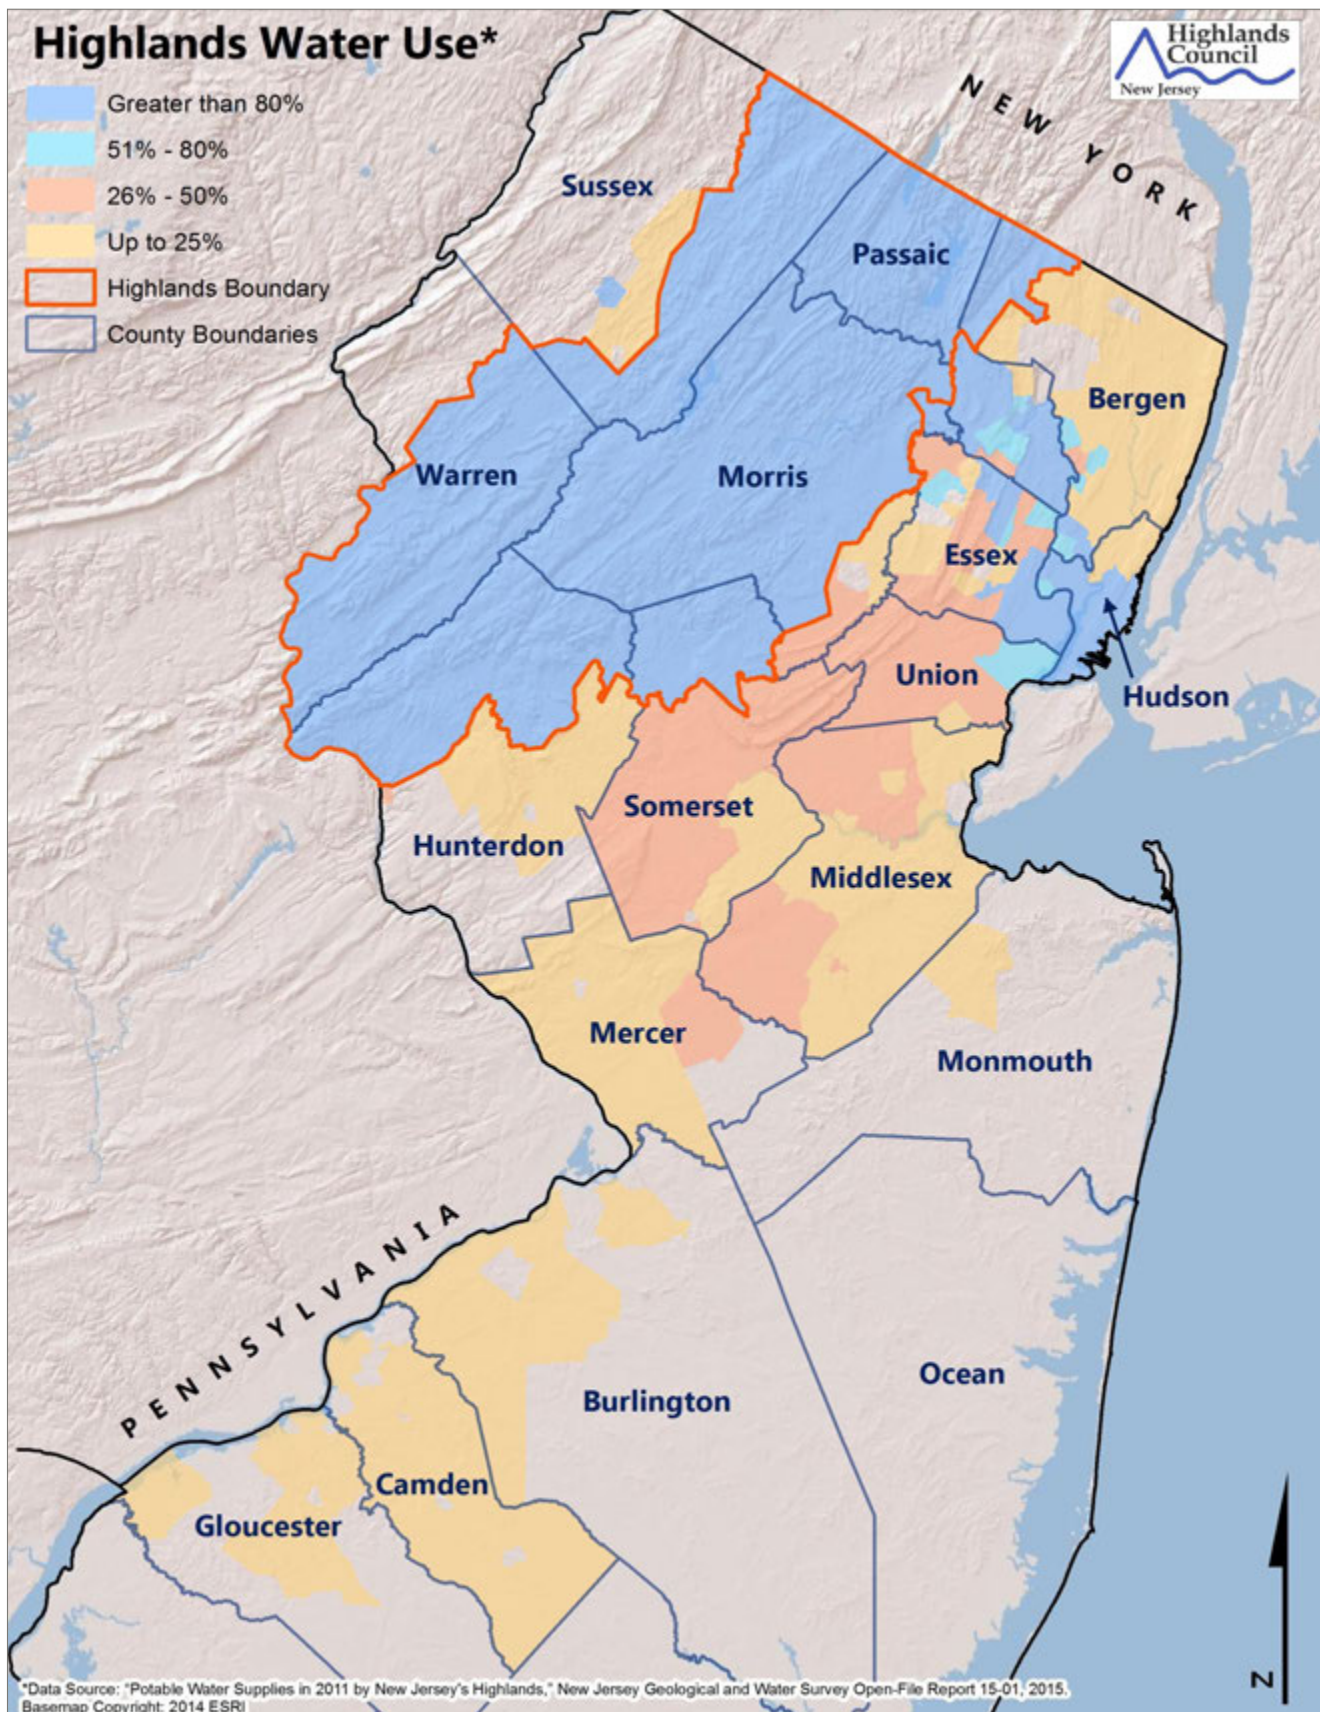 Highlands Water Use*
Greater than 80%
51% - 80%
26% - 50%
Up to 25%
Highlands Boundary
County Boundaries
Highlands
Council
New Jersey
NEW YORK
Sussex
Passaic
Bergen
Warren
Morris
Essex
Union
Hudson
Somerset
Hunterdon
Middlesex
Mercer
Monmouth
PENNSYLVANIA
Ocean
Burlington
Camden
Gloucester
N
*Data Source: "Potable Water Supplies in 2011 by New Jersey's Highlands," New Jersey Geological and Water Survey Open-File Report 15-01, 2015.
Basemap Copyright: 2014 ESRI